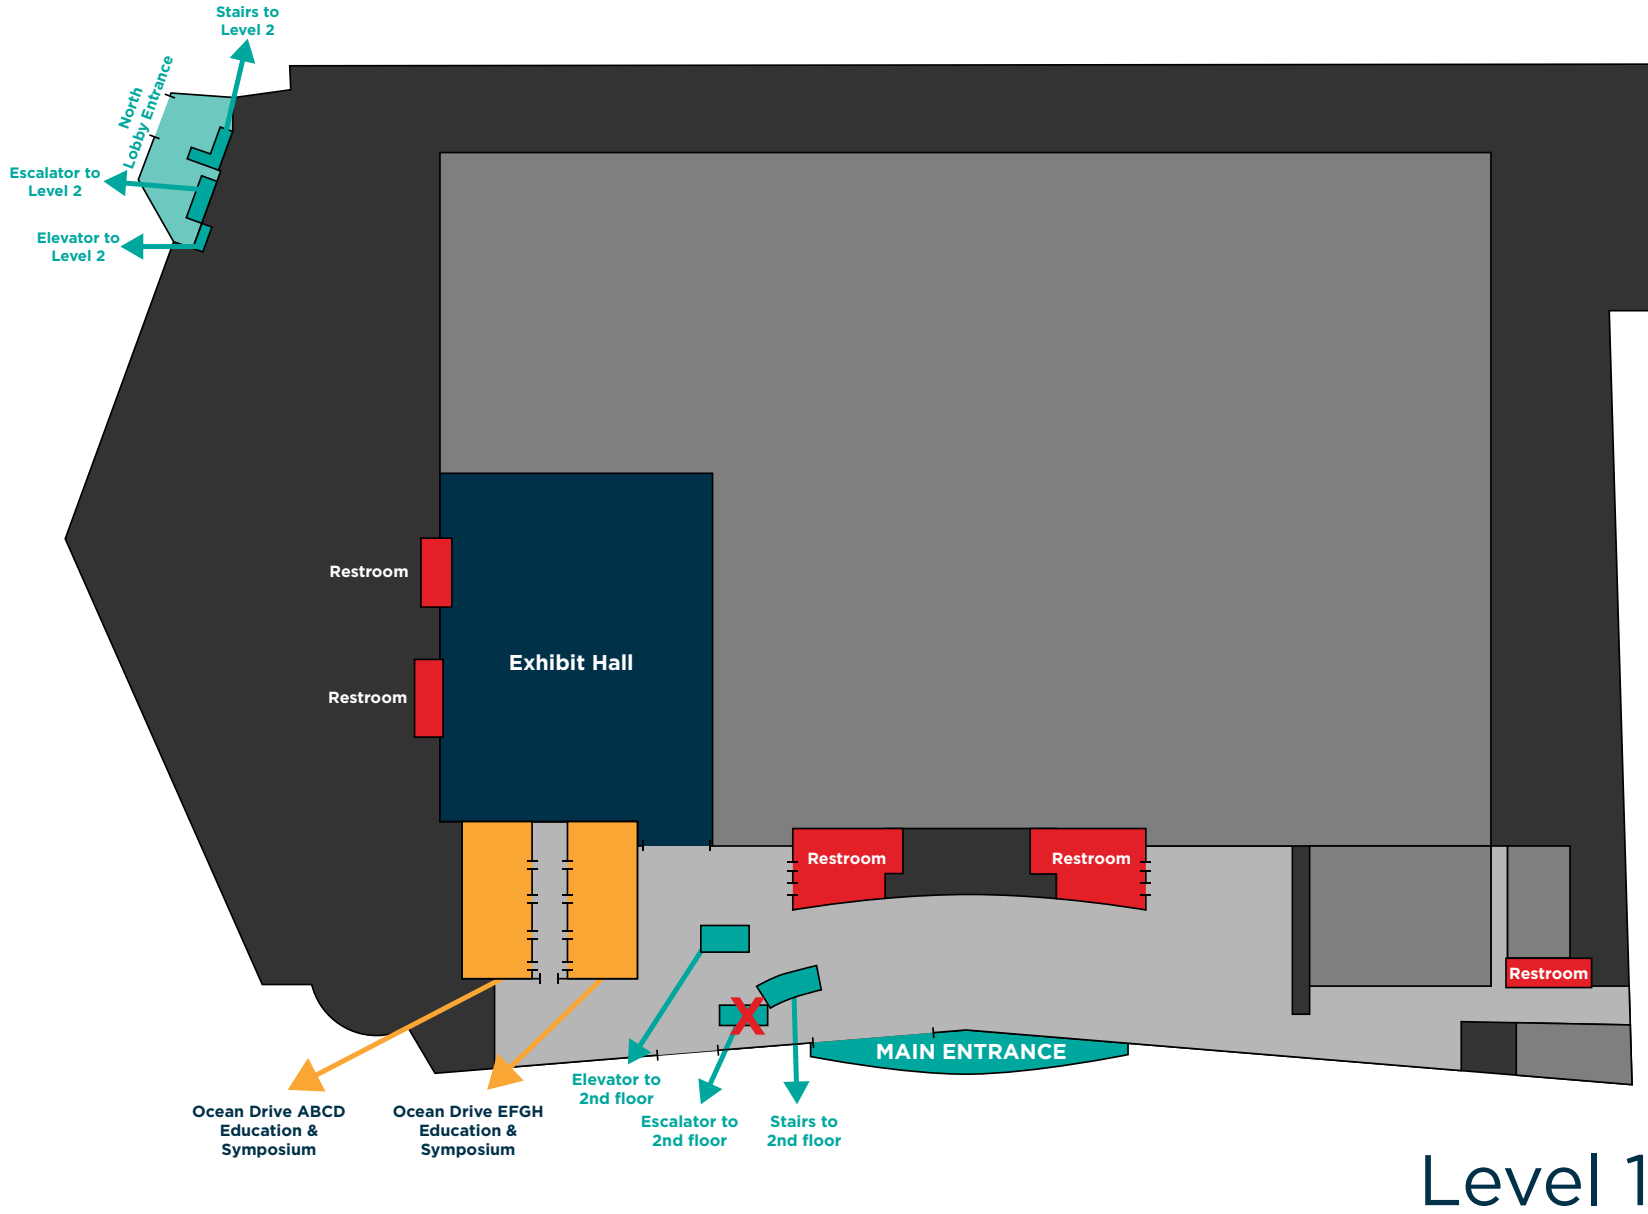 Stairs to
Level 2
North
Lobby Entrance
Escalator to
Level 2
Elevator to
Level 2
Restroom
Exhibit Hall
Restroom
Restroom
Restroom
Restroom
X
MAIN ENTRANCE
Elevator to
2nd floor
Ocean Drive ABCD
Education &
Symposium
Ocean Drive EFGH
Education &
Symposium
Escalator to
2nd floor
Stairs to
2nd floor
Level 1